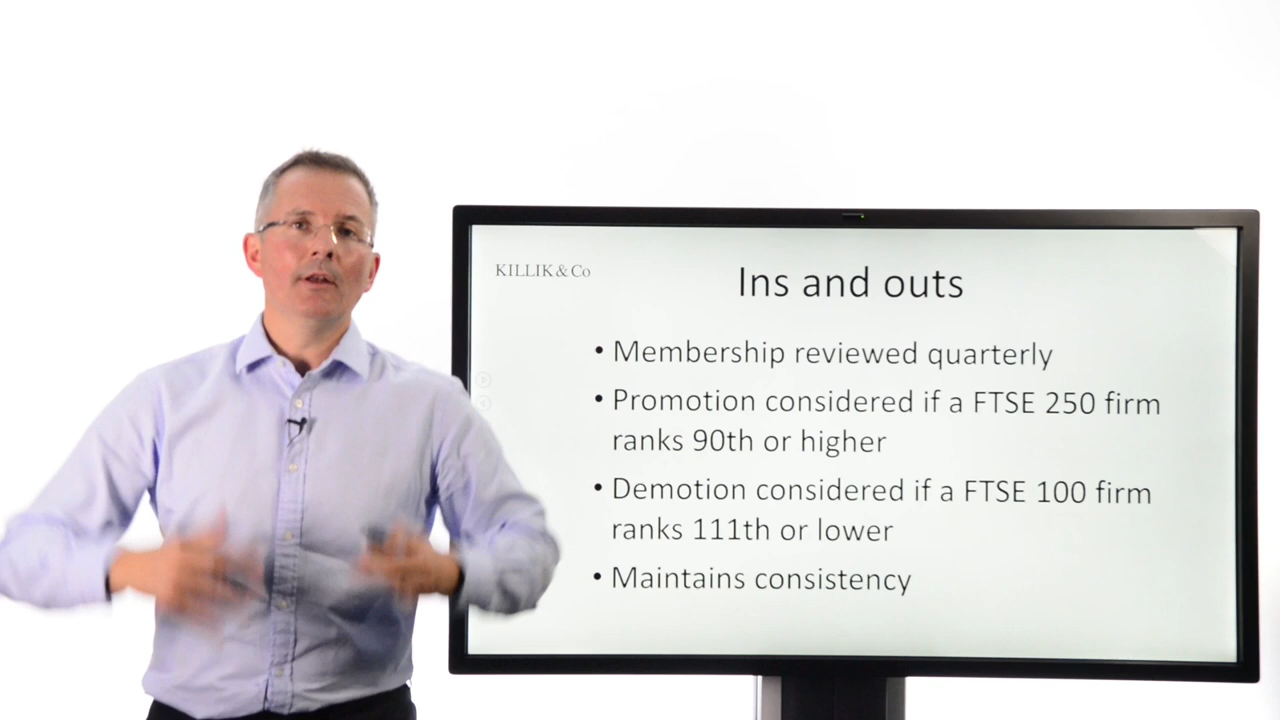 KILLIK & Co
Ins and outs
• Membership reviewed quarterly
• Promotion considered if a FTSE 250 firm
ranks 90th or higher
• Demotion considered if a FTSE 100 firm
ranks 111th or lower
• Maintains consistency